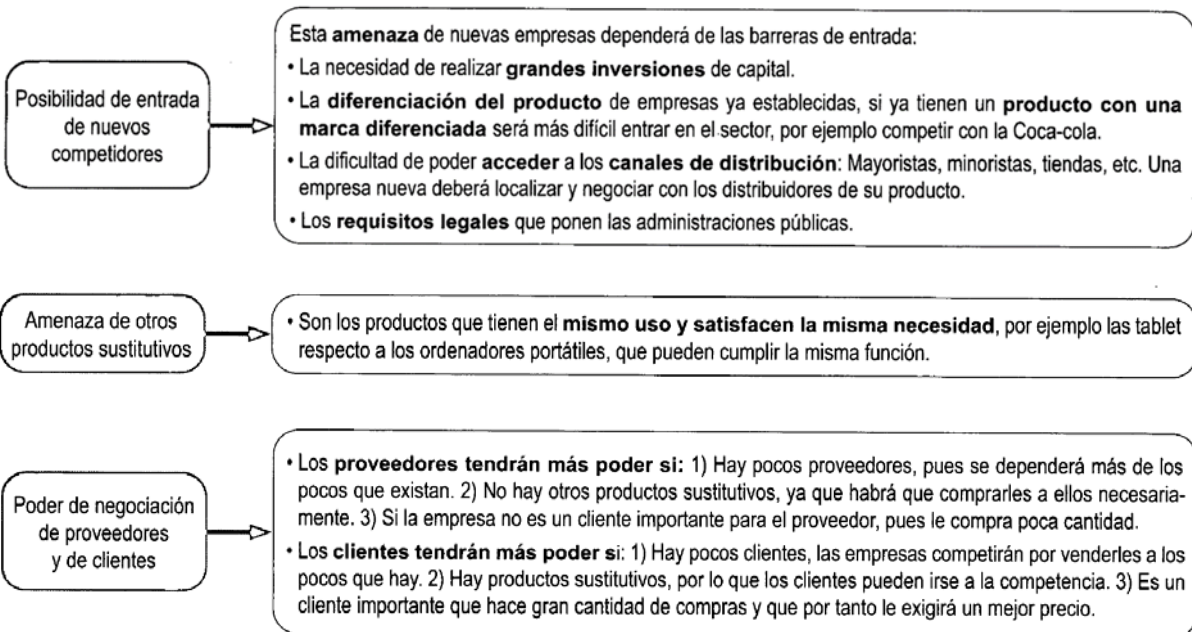 Posibilidad de entrada
de nuevos
competidores
Esta amenaza de nuevas empresas dependerá de las barreras de entrada:
• La necesidad de realizar grandes inversiones de capital.
• La diferenciación del producto de empresas ya establecidas, si ya tienen un producto con una
marca diferenciada será más difícil entrar en el sector, por ejemplo competir con la Coca-cola.
• La dificultad de poder acceder a los canales de distribución: Mayoristas, minoristas, tiendas, etc. Una
empresa nueva deberá localizar y negociar con los distribuidores de su producto.
• Los requisitos legales que ponen las administraciones públicas.
Amenaza de otros
productos sustitutivos
• Son los productos que tienen el mismo uso y satisfacen la misma necesidad, por ejemplo las tablet
respecto a los ordenadores portátiles, que pueden cumplir la misma función.
Poder de negociación
de proveedores
y de clientes
• Los proveedores tendrán más poder si: 1) Hay pocos proveedores, pues se dependerá más de los
pocos que existan. 2) No hay otros productos sustitutivos, ya que habrá que comprarles a ellos necesaria-
mente. 3) Si la empresa no es un cliente importante para el proveedor, pues le compra poca cantidad.
• Los clientes tendrán más poder si: 1) Hay pocos clientes, las empresas competirán por venderles a los
pocos que hay. 2) Hay productos sustitutivos, por lo que los clientes pueden irse a la competencia. 3) Es un
cliente importante que hace gran cantidad de compras y que por tanto le exigirá un mejor precio.